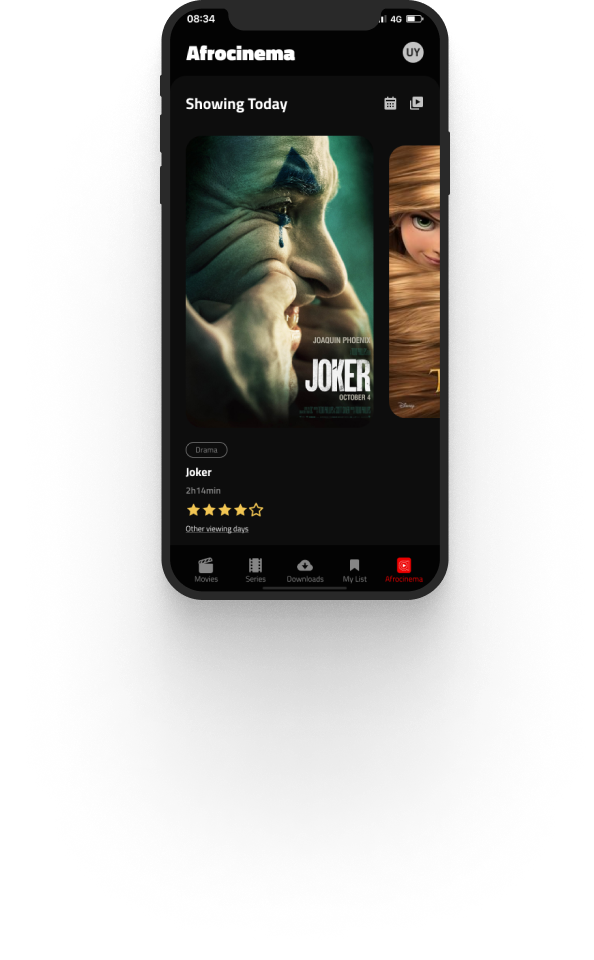 08:34
4G
Afrocinema
UY
Showing Today
JOAQUIN PHOENIX
JOKER
OCTOBER 4
Disney
Drama
Joker
2h14min
Other viewing days
Movies
Series
Downloads
My List
Afrocinema